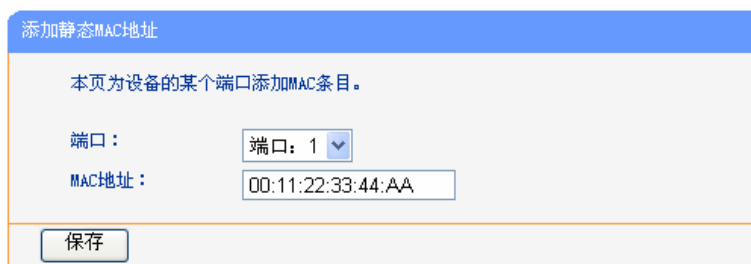 添加静态MAC地址
本页为设备的某个端口添加MAC条目。
端口： 端口：1
MAC地址： 00:11:22:33:44:AA
保存